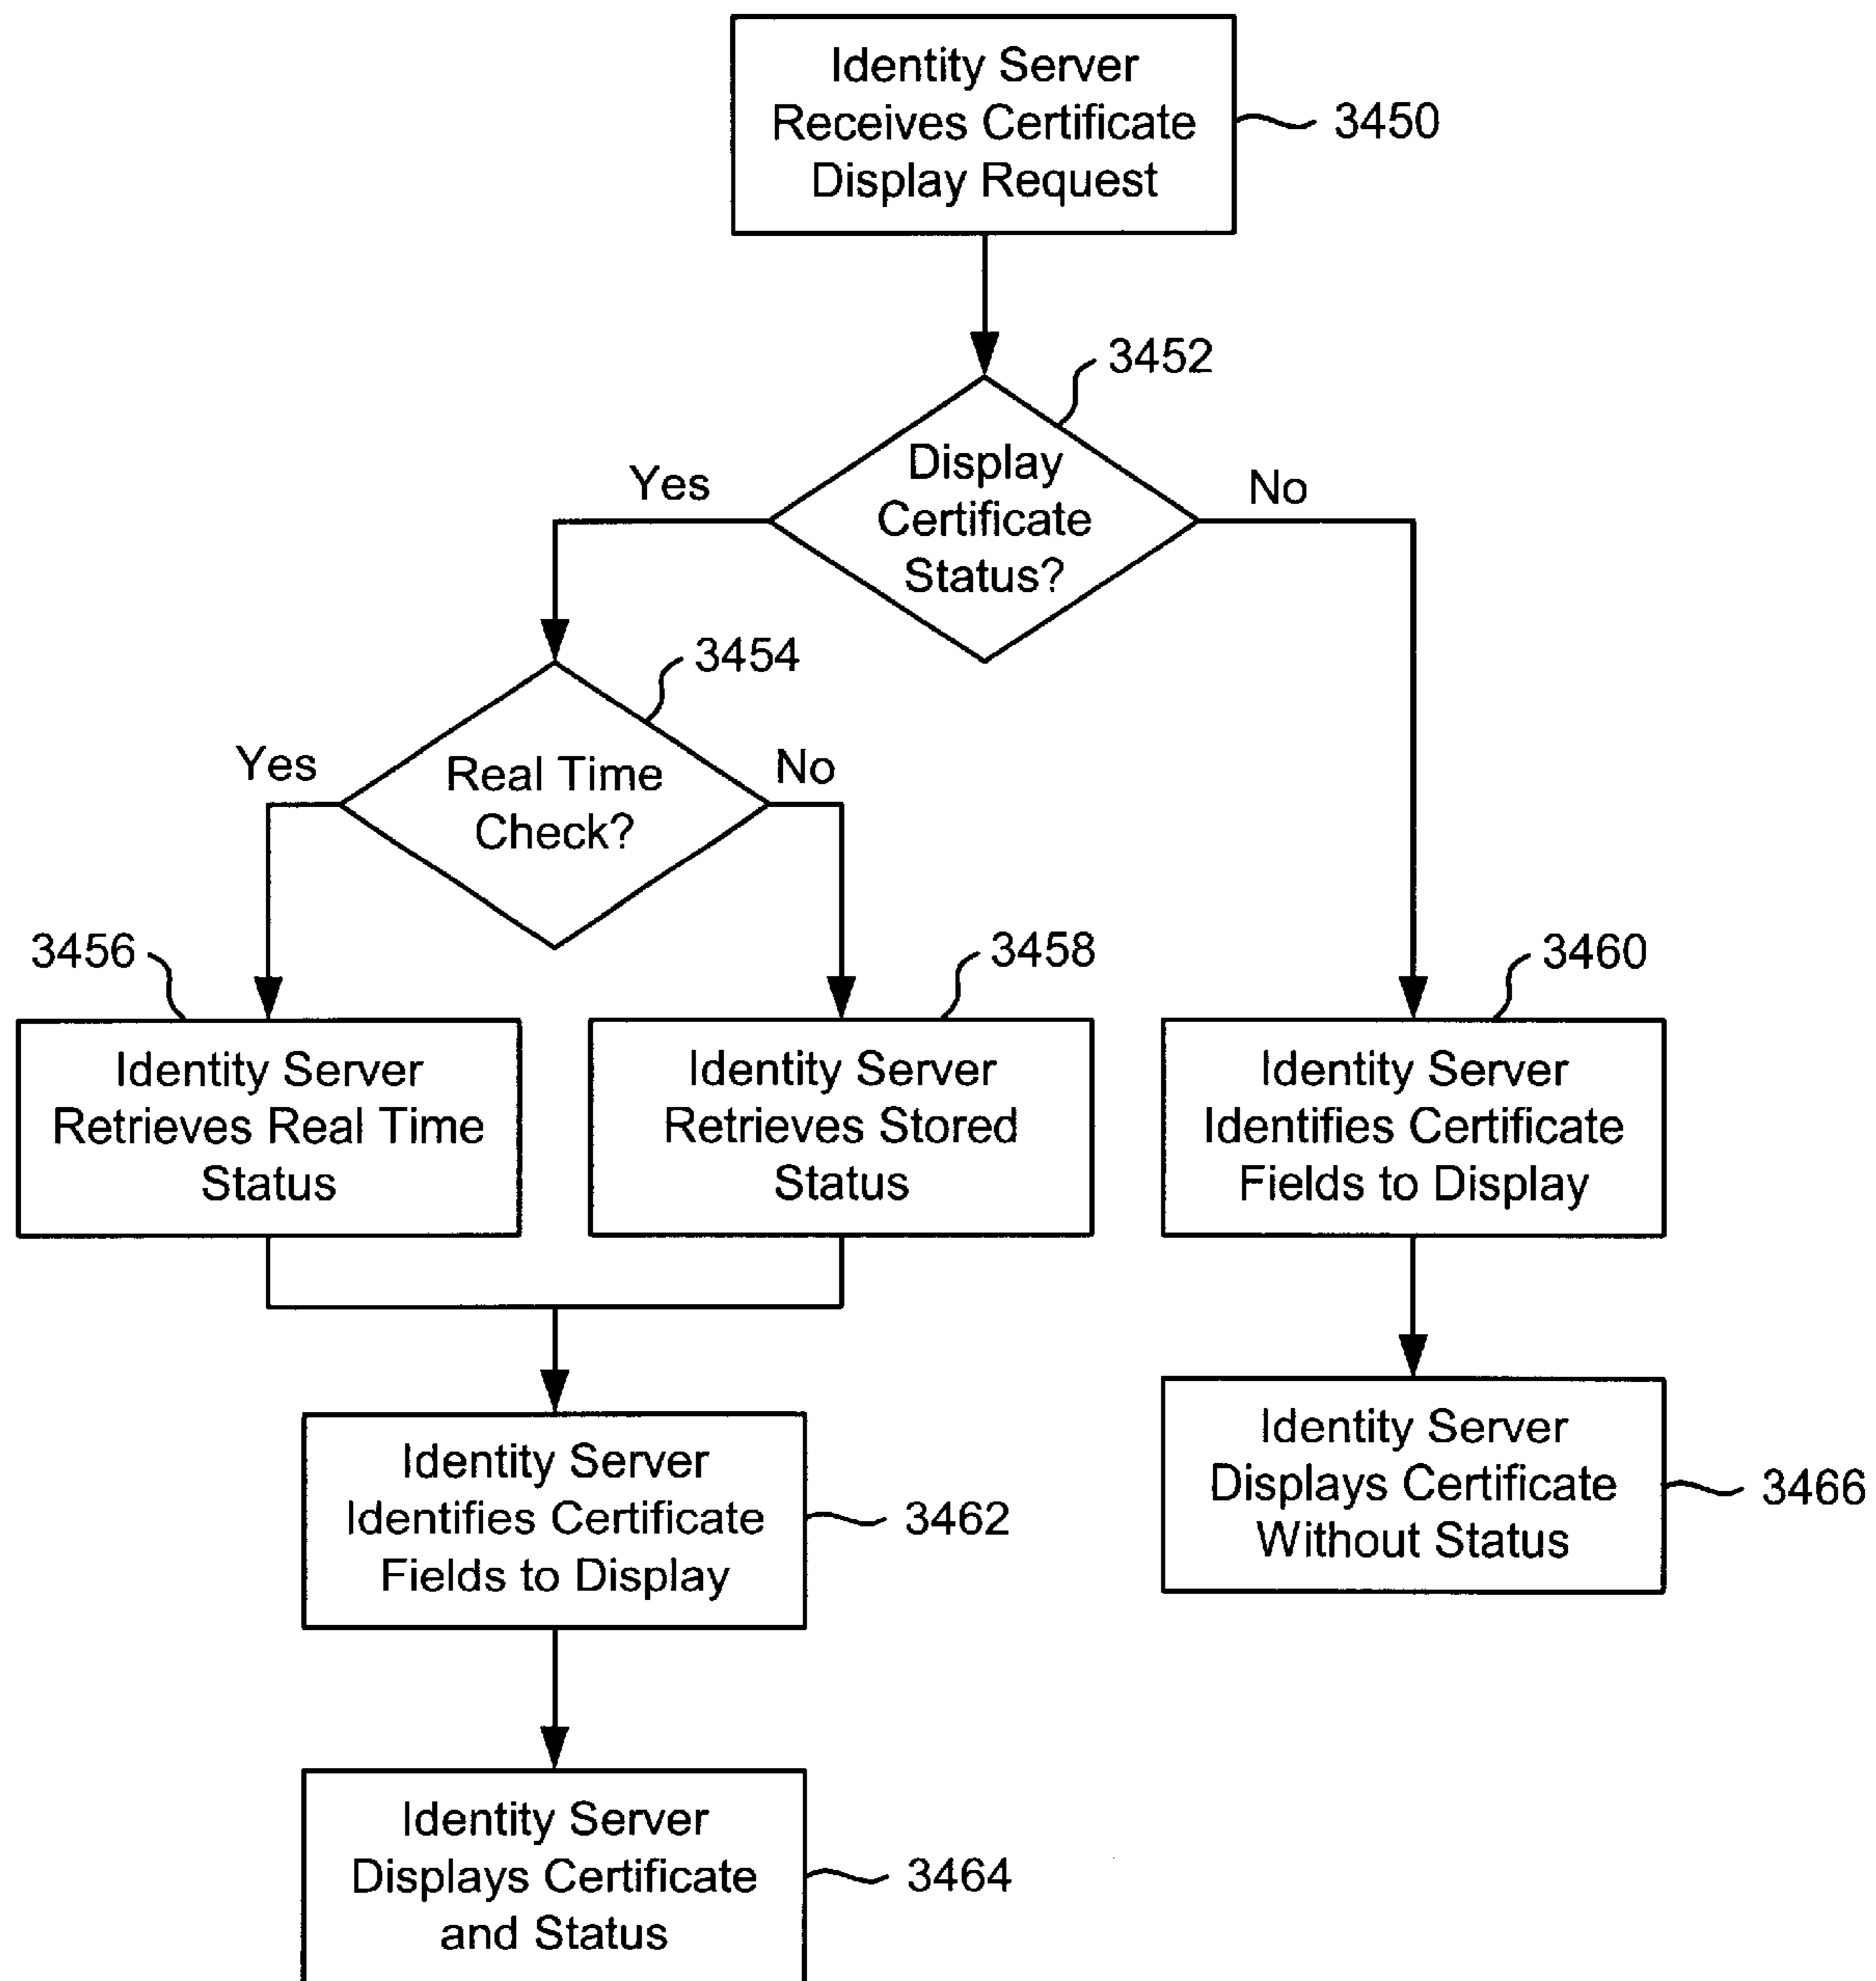 Identity Server
Receives Certificate
Display Request
3450
3452
Display
Certificate
Status?
Yes
No
3454
Real Time
Check?
Yes
No
3456
3458
3460
Identity Server
Retrieves Real Time
Status
Identity Server
Retrieves Stored
Status
Identity Server
Identifies Certificate
Fields to Display
Identity Server
Identifies Certificate
Fields to Display
3462
Identity Server
Displays Certificate
Without Status
3466
Identity Server
Displays Certificate
and Status
3464